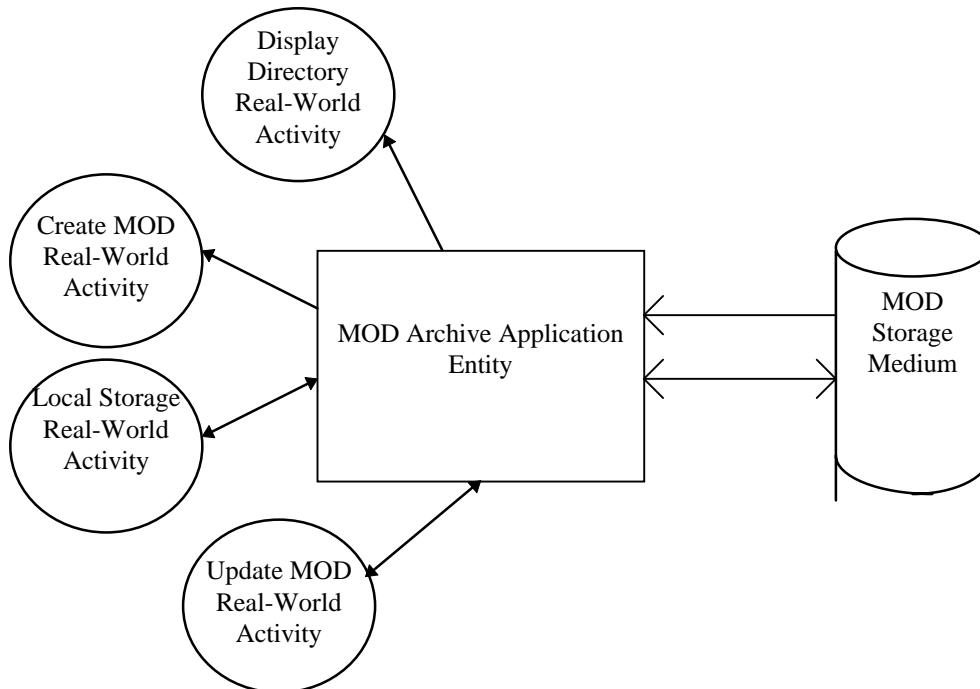 Display
Directory
Real-World
Activity
Create MOD
Real-World
Activity
MOD Archive Application
Entity
MOD
Storage
Medium
Local Storage
Real-World
Activity
Update MOD
Real-World
Activity